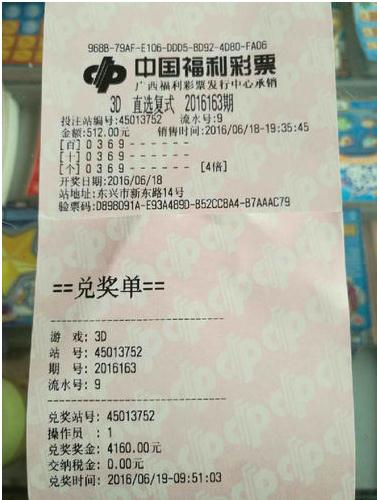 968B-79AF-E106-DDD5-8D92-4D80-FA06
中国福利彩票
广西福利彩票发行中心承销
3D 直选复式 2016163期
投注站编号:45013752 流水号:9
金额:512.00元 销售时间:2016/06/18-19:35:45
[百]0369------
[十]0369------
[个]0369------ [4倍]
开奖日期:2016/06/18
站地址:东兴市新东路14号
验票码:D898091A-E93A489D-B52CC8A4-B7AAAC79
==兑奖单==
游 戏: 3D
站 号: 45013752
期 号: 2016163
流水号: 9
兑奖站号: 45013752
操作员 : 1
兑奖奖金: 4160.00元
交纳税金: 0.00元
兑奖时间: 2016/06/19-09:51:03